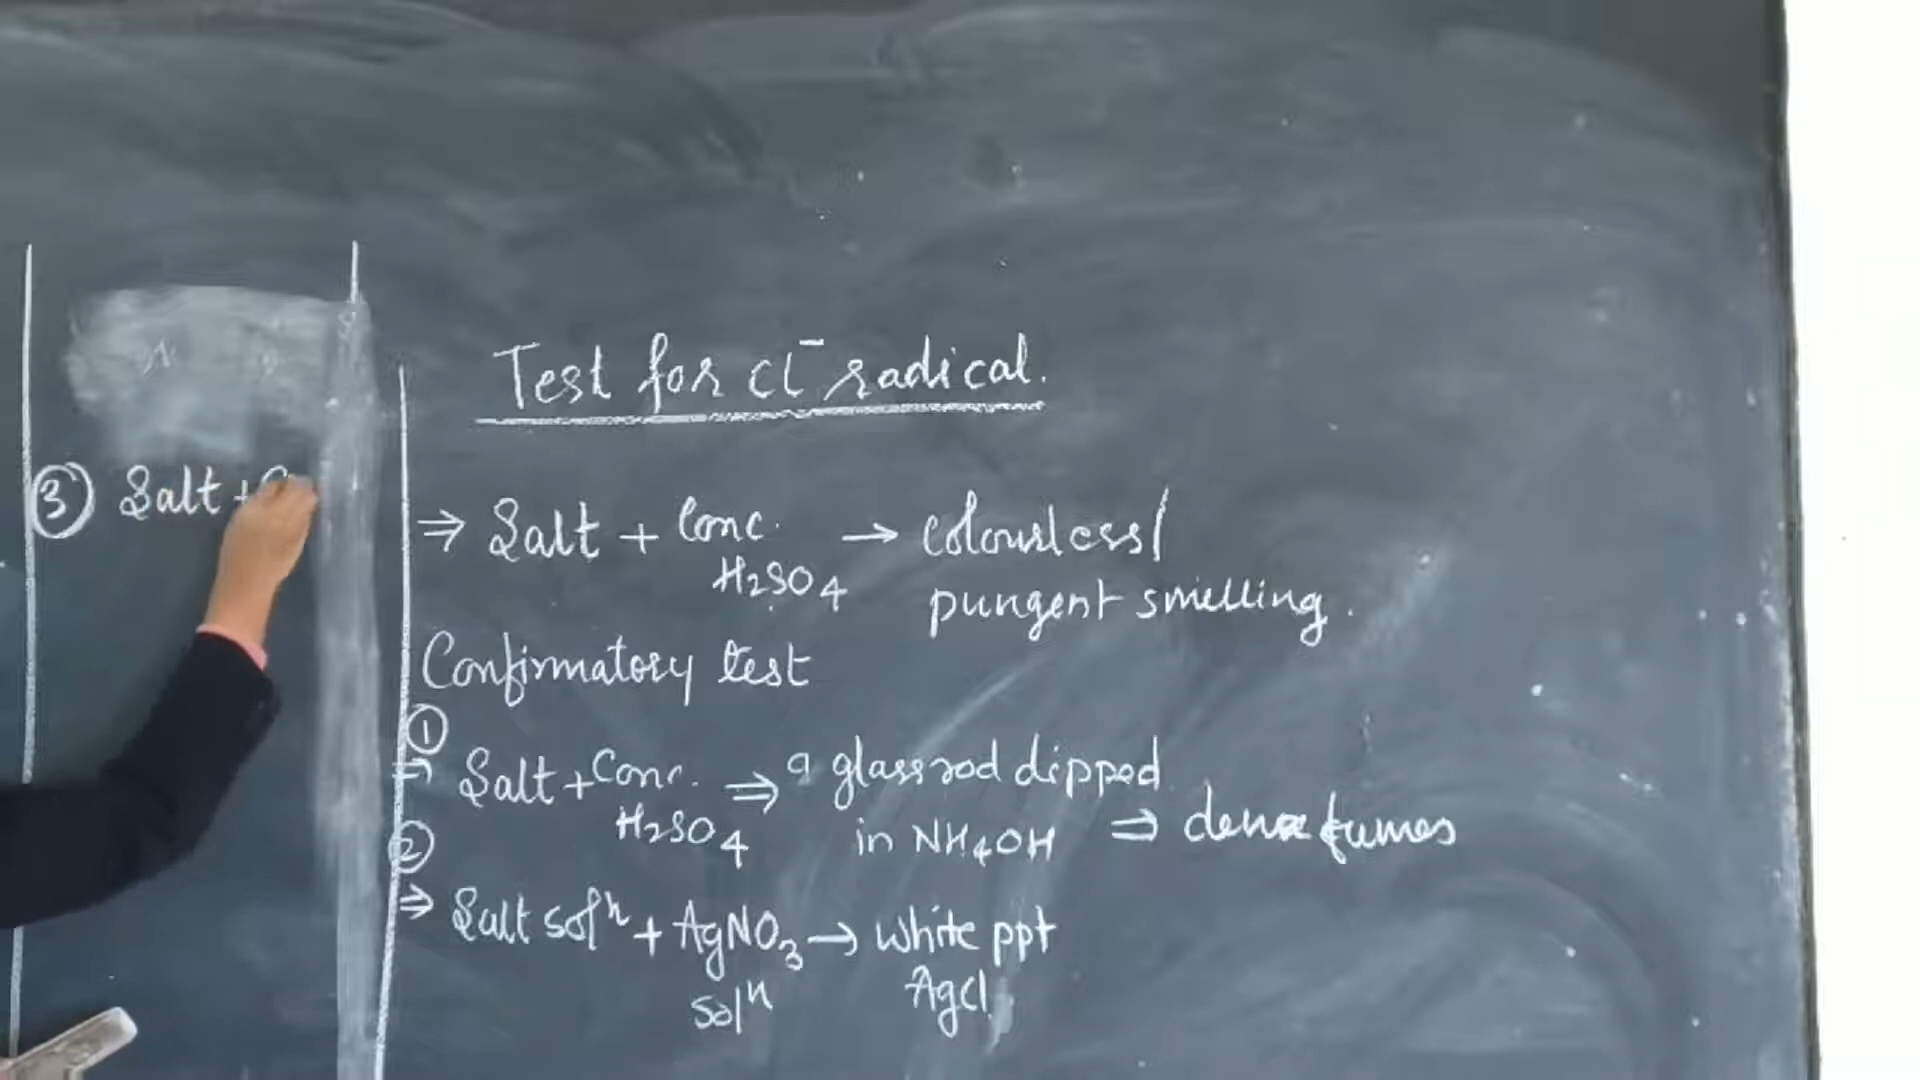 ③ Salt +
Test for Cl⁻ radical.
⇒ Salt + Conc. H2SO4 → colourless/
pungent smelling.
Confirmatory test
①
⇒ Salt + Conc. H2SO4 ⇒ a glass rod dipped
in NH4OH ⇒ dense fumes
②
⇒ Salt solⁿ + AgNO3 → white ppt
solⁿ AgCl